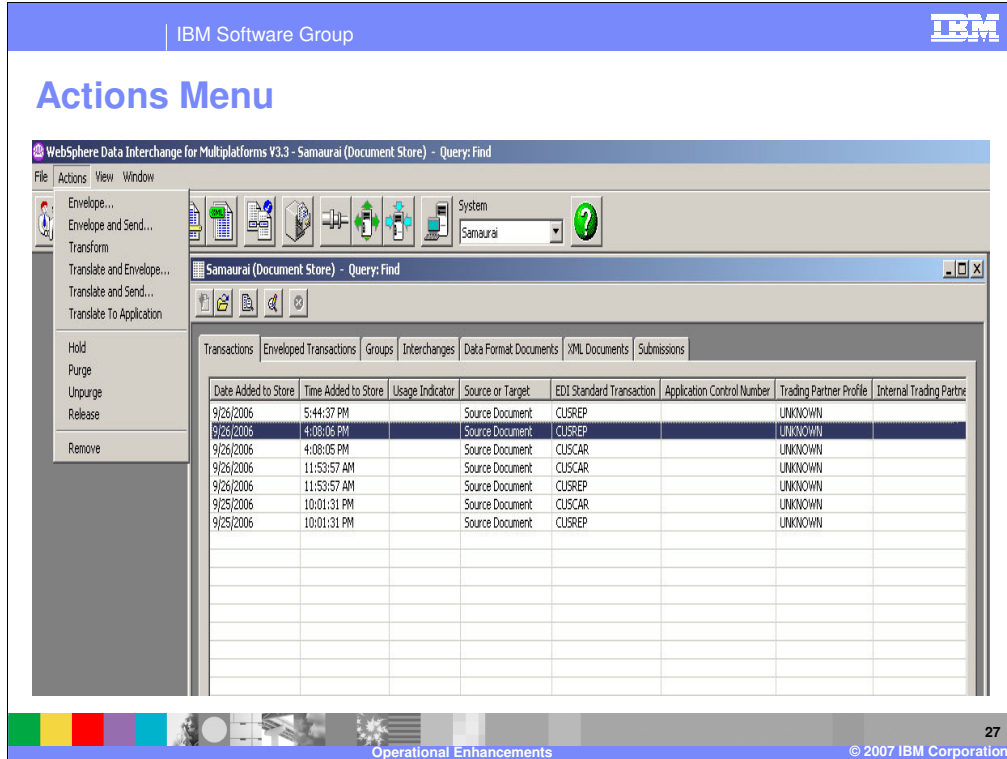 IBM Software Group
IBM
Actions Menu
WebSphere Data Interchange for Multiplatforms V3.3 - Samaurai (Document Store) - Query: Find
File Actions View Window
Envelope...
Envelope and Send...
Transform
Translate and Envelope...
Translate and Send...
Translate To Application
Hold
Purge
Unpurge
Release
Remove
System
Samaurai
Samaurai (Document Store) - Query: Find
Transactions Enveloped Transactions Groups Interchanges Data Format Documents XML Documents Submissions
Date Added to Store Time Added to Store Usage Indicator Source or Target EDI Standard Transaction Application Control Number Trading Partner Profile Internal Trading Partne
9/26/2006 5:44:37 PM Source Document CUSREP UNKNOWN
9/26/2006 4:08:06 PM Source Document CUSREP UNKNOWN
9/26/2006 4:08:05 PM Source Document CUSCAR UNKNOWN
9/26/2006 11:53:57 AM Source Document CUSCAR UNKNOWN
9/26/2006 11:53:57 AM Source Document CUSREP UNKNOWN
9/25/2006 10:01:31 PM Source Document CUSCAR UNKNOWN
9/25/2006 10:01:31 PM Source Document CUSREP UNKNOWN
27
Operational Enhancements
© 2007 IBM Corporation